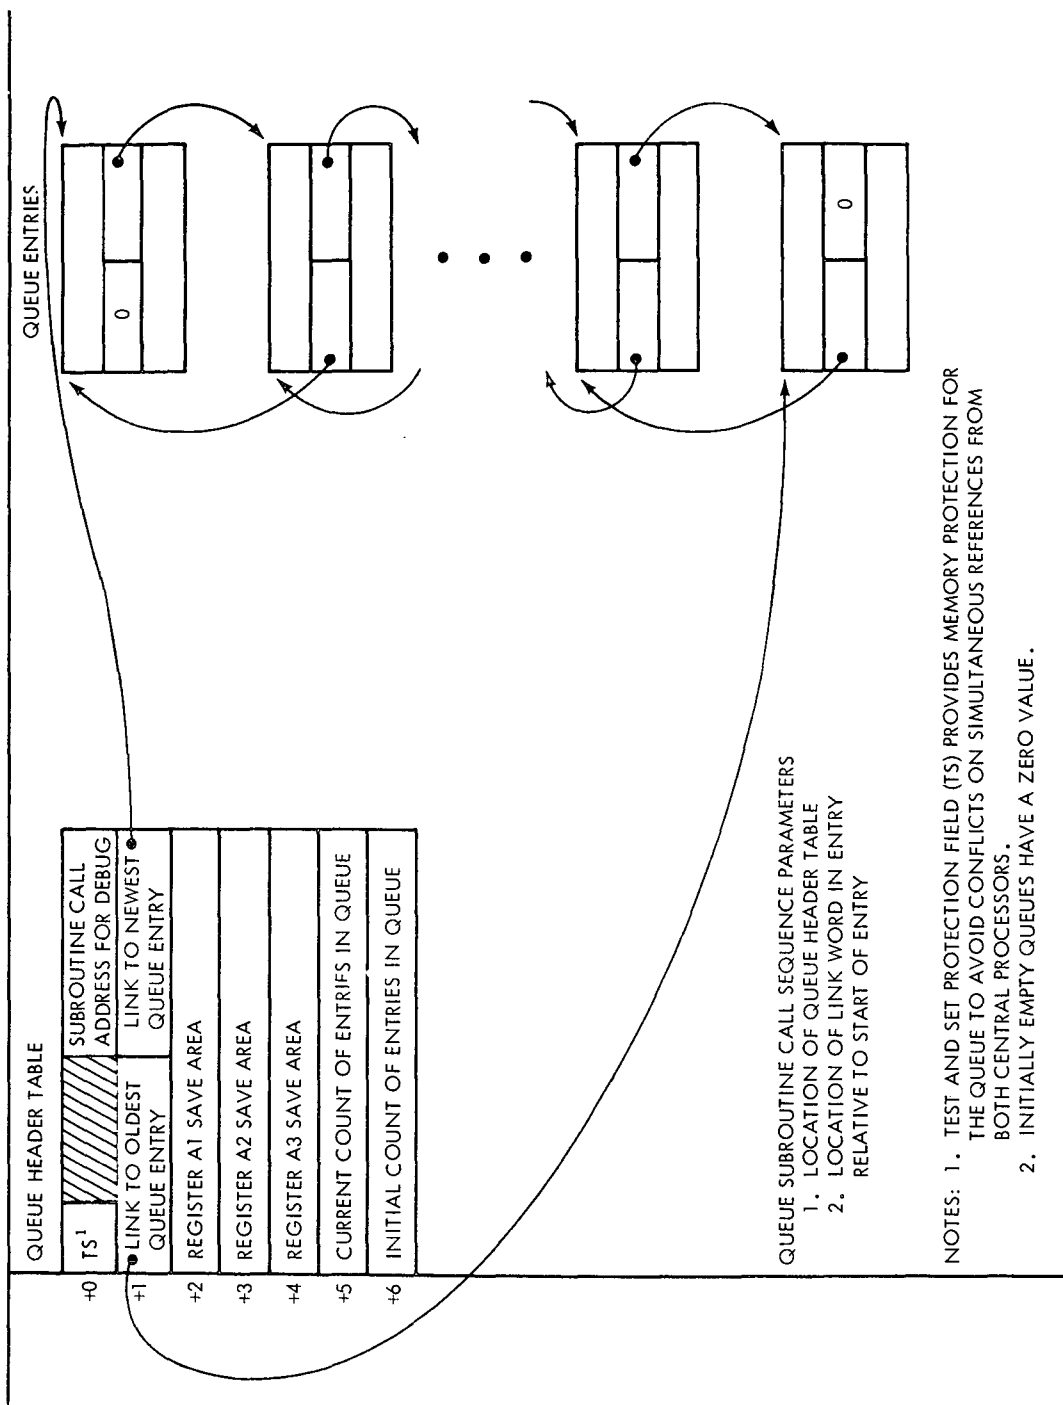 QUEUE HEADER TABLE
QUEUE ENTRIES
+0
TS1
SUBROUTINE CALL
ADDRESS FOR DEBUG
+1
LINK TO OLDEST
QUEUE ENTRY
LINK TO NEWEST
QUEUE ENTRY
+2
REGISTER A1 SAVE AREA
+3
REGISTER A2 SAVE AREA
+4
REGISTER A3 SAVE AREA
+5
CURRENT COUNT OF ENTRIES IN QUEUE
+6
INITIAL COUNT OF ENTRIES IN QUEUE
0
0
QUEUE SUBROUTINE CALL SEQUENCE PARAMETERS
1. LOCATION OF QUEUE HEADER TABLE
2. LOCATION OF LINK WORD IN ENTRY
RELATIVE TO START OF ENTRY
NOTES: 1. TEST AND SET PROTECTION FIELD (TS) PROVIDES MEMORY PROTECTION FOR
THE QUEUE TO AVOID CONFLICTS ON SIMULTANEOUS REFERENCES FROM
BOTH CENTRAL PROCESSORS.
2. INITIALLY EMPTY QUEUES HAVE A ZERO VALUE.